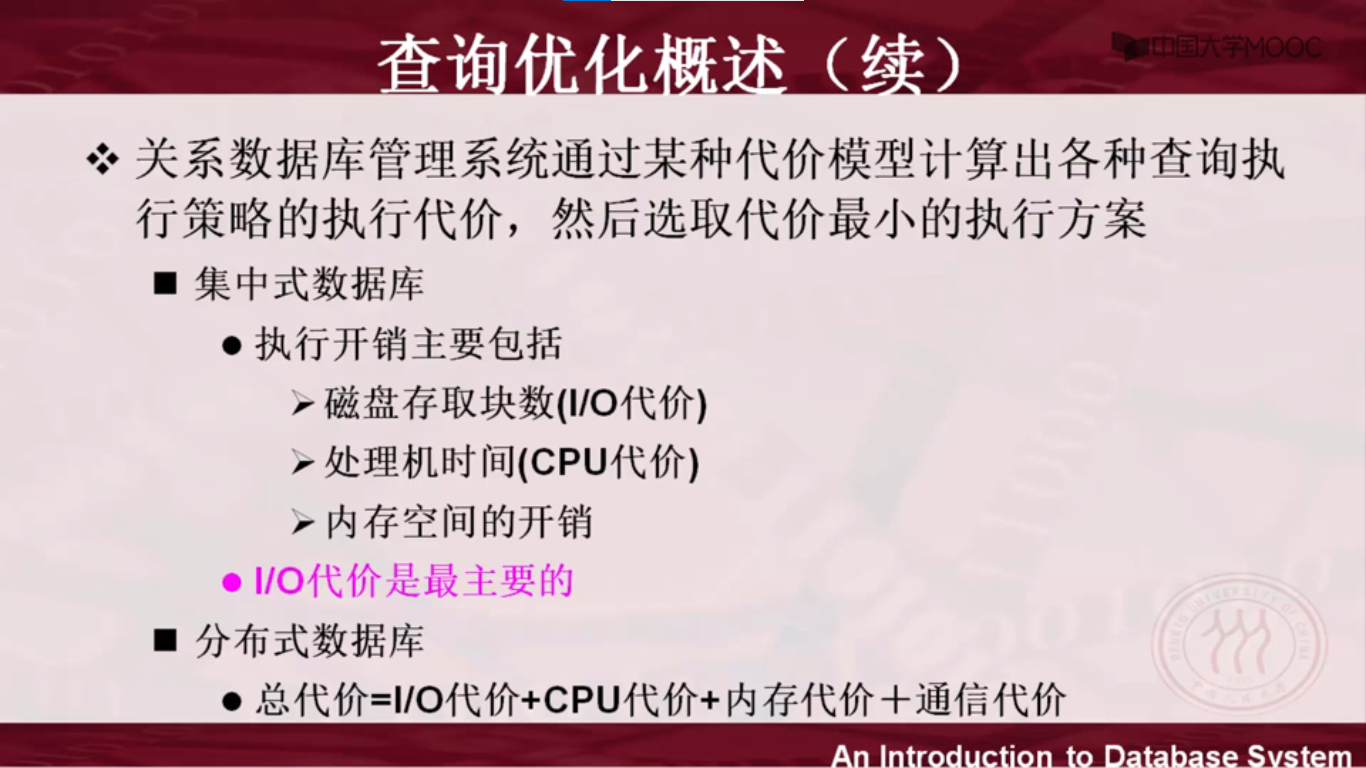 查询优化概述（续）
中国大学MOOC
关系数据库管理系统通过某种代价模型计算出各种查询执
行策略的执行代价，然后选取代价最小的执行方案
集中式数据库
执行开销主要包括
磁盘存取块数(I/O代价)
处理机时间(CPU代价)
内存空间的开销
I/O代价是最主要的
分布式数据库
总代价=I/O代价+CPU代价+内存代价＋通信代价
An Introduction to Database System